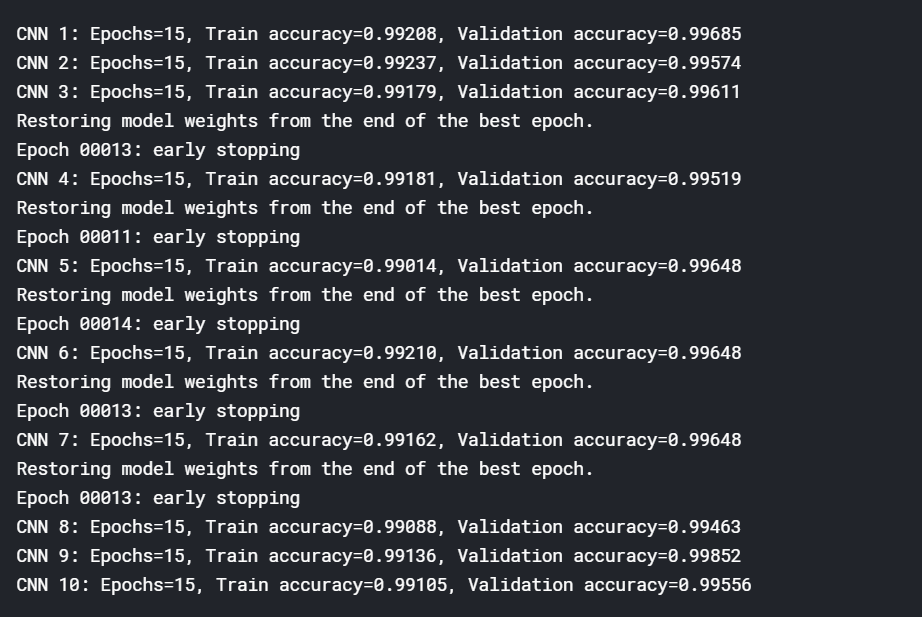 CNN 1: Epochs=15, Train accuracy=0.99208, Validation accuracy=0.99685
CNN 2: Epochs=15, Train accuracy=0.99237, Validation accuracy=0.99574
CNN 3: Epochs=15, Train accuracy=0.99179, Validation accuracy=0.99611
Restoring model weights from the end of the best epoch.
Epoch 00013: early stopping
CNN 4: Epochs=15, Train accuracy=0.99181, Validation accuracy=0.99519
Restoring model weights from the end of the best epoch.
Epoch 00011: early stopping
CNN 5: Epochs=15, Train accuracy=0.99014, Validation accuracy=0.99648
Restoring model weights from the end of the best epoch.
Epoch 00014: early stopping
CNN 6: Epochs=15, Train accuracy=0.99210, Validation accuracy=0.99648
Restoring model weights from the end of the best epoch.
Epoch 00013: early stopping
CNN 7: Epochs=15, Train accuracy=0.99162, Validation accuracy=0.99648
Restoring model weights from the end of the best epoch.
Epoch 00013: early stopping
CNN 8: Epochs=15, Train accuracy=0.99088, Validation accuracy=0.99463
CNN 9: Epochs=15, Train accuracy=0.99136, Validation accuracy=0.99852
CNN 10: Epochs=15, Train accuracy=0.99105, Validation accuracy=0.99556